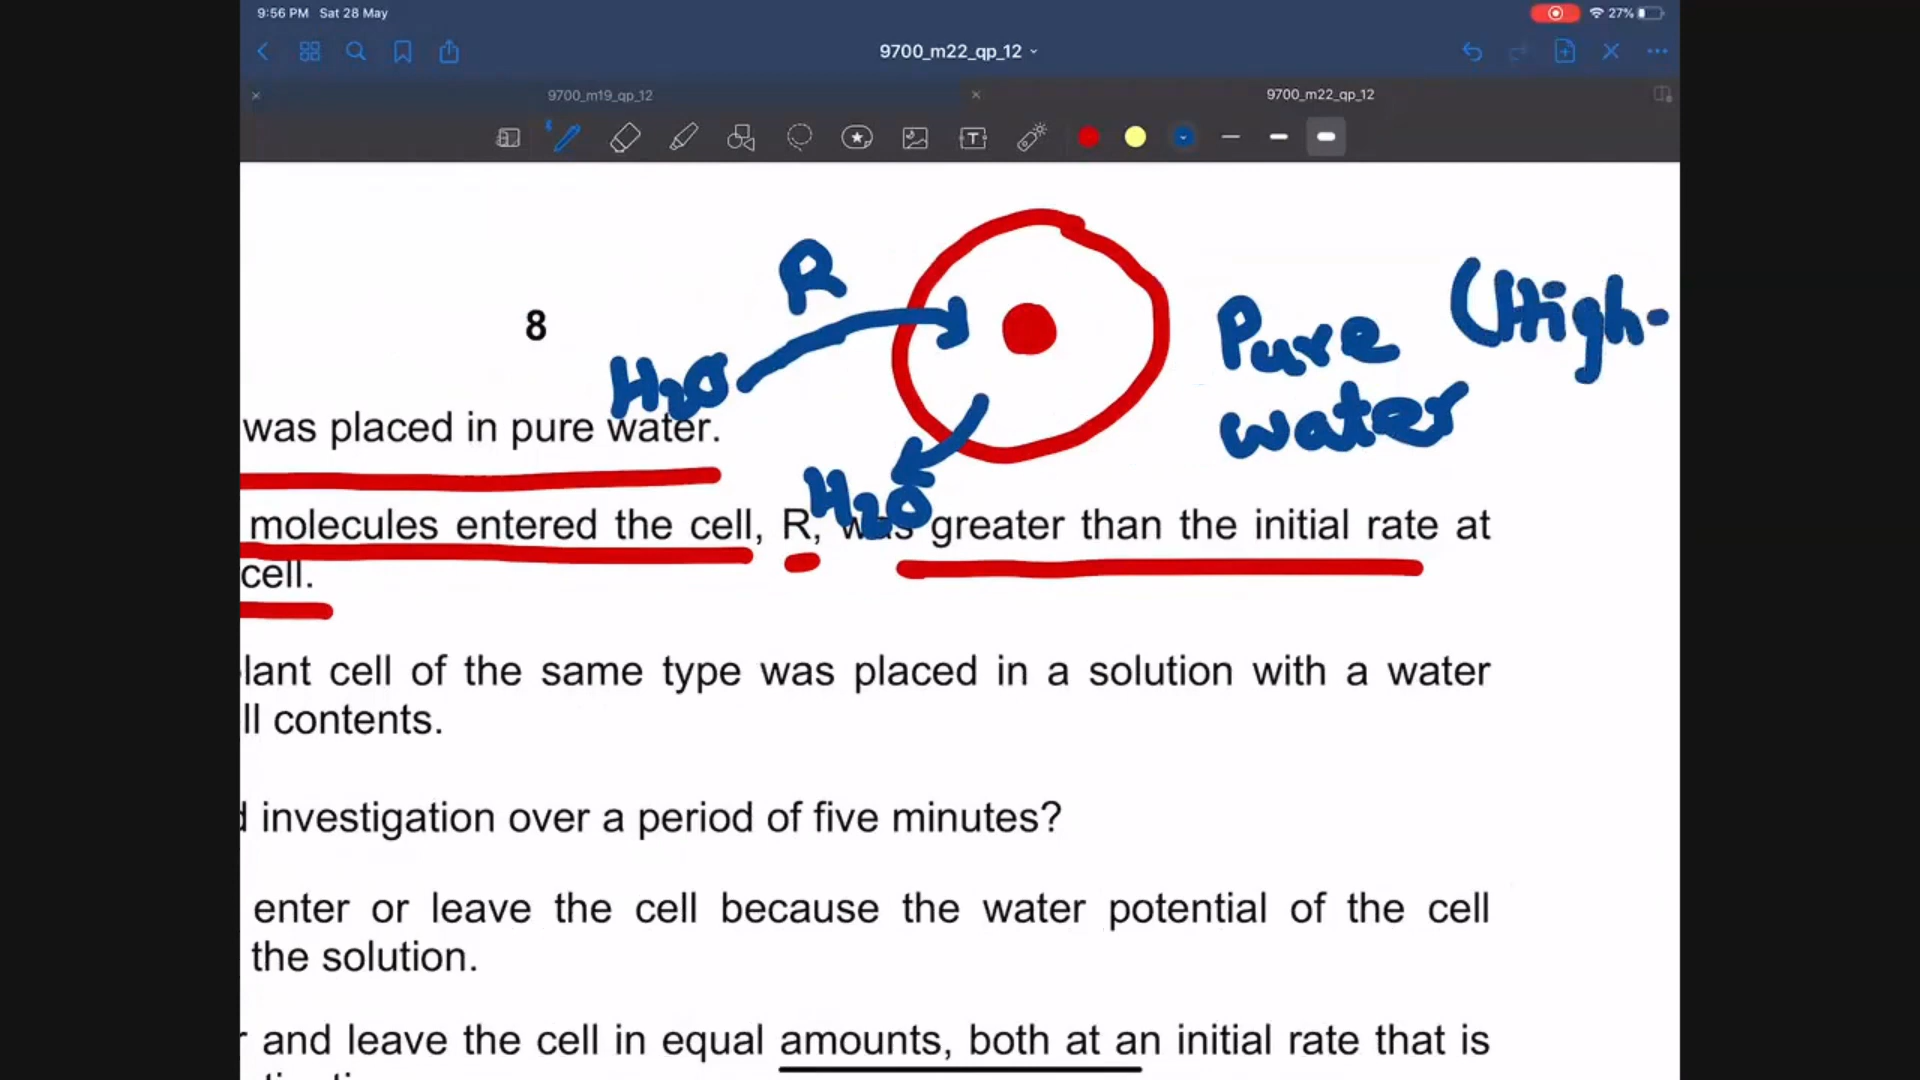 9:56 PM Sat 28 May
27%
9700_m22_qp_12
9700_m19_qp_12
9700_m22_qp_12
R
8
H2O
Pure (High-
water
was placed in pure water.
H2O
molecules entered the cell, R, was greater than the initial rate at
cell.
lant cell of the same type was placed in a solution with a water
ll contents.
d investigation over a period of five minutes?
enter or leave the cell because the water potential of the cell
the solution.
r and leave the cell in equal amounts, both at an initial rate that is